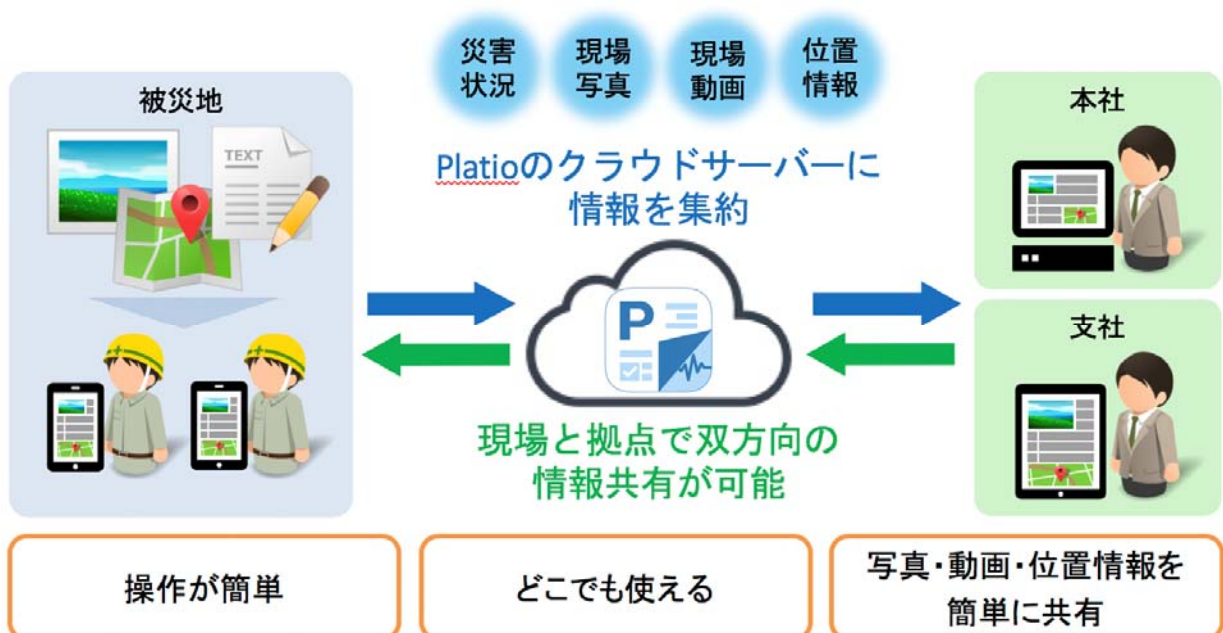 災害
状況
現場
写真
現場
動画
位置
情報
被災地
TEXT
Platioのクラウドサーバーに
情報を集約
P
現場と拠点で双方向の
情報共有が可能
本社
支社
操作が簡単
どこでも使える
写真・動画・位置情報を
簡単に共有